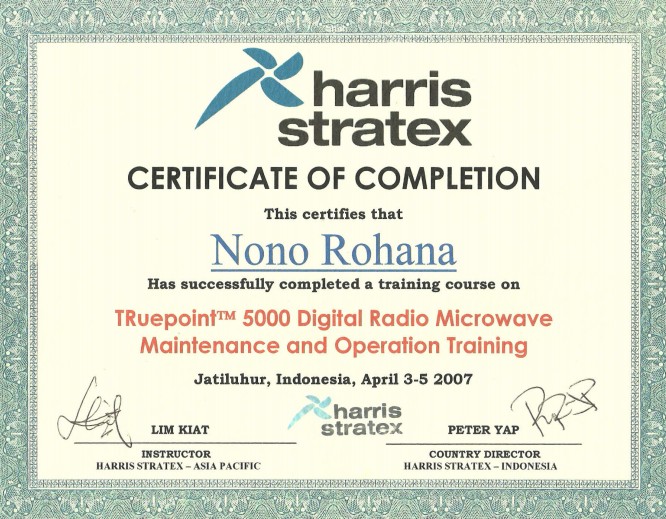 harris
stratex
CERTIFICATE OF COMPLETION
This certifies that
Nono Rohana
Has successfully completed a training course on
TRuepoint™ 5000 Digital Radio Microwave
Maintenance and Operation Training
Jatiluhur, Indonesia, April 3-5 2007
harris
stratex
LIM KIAT
INSTRUCTOR
HARRIS STRATEX – ASIA PACIFIC
PETER YAP
COUNTRY DIRECTOR
HARRIS STRATEX – INDONESIA